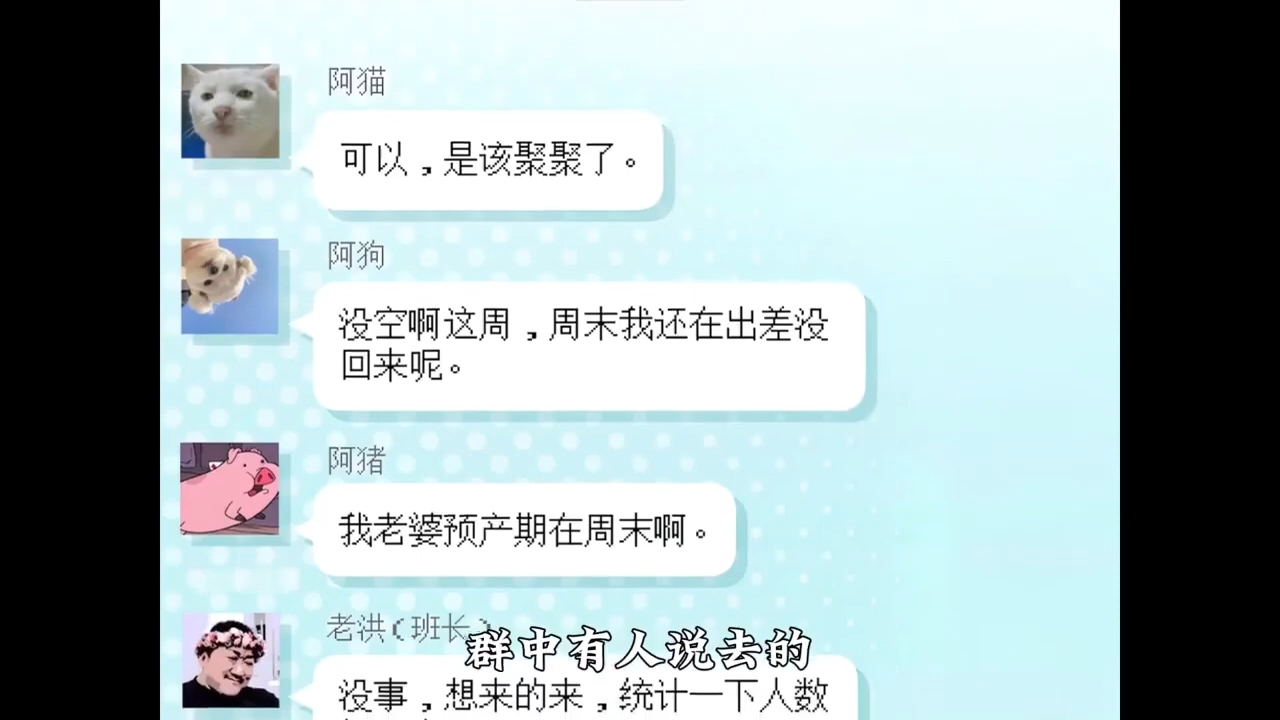 阿猫
可以，是该聚聚了。
阿狗
没空啊这周，周末我还在出差没
回来呢。
阿猪
我老婆预产期在周末啊。
老洪（班长）
群中有人说去的
没事，想来的来，统计一下人数